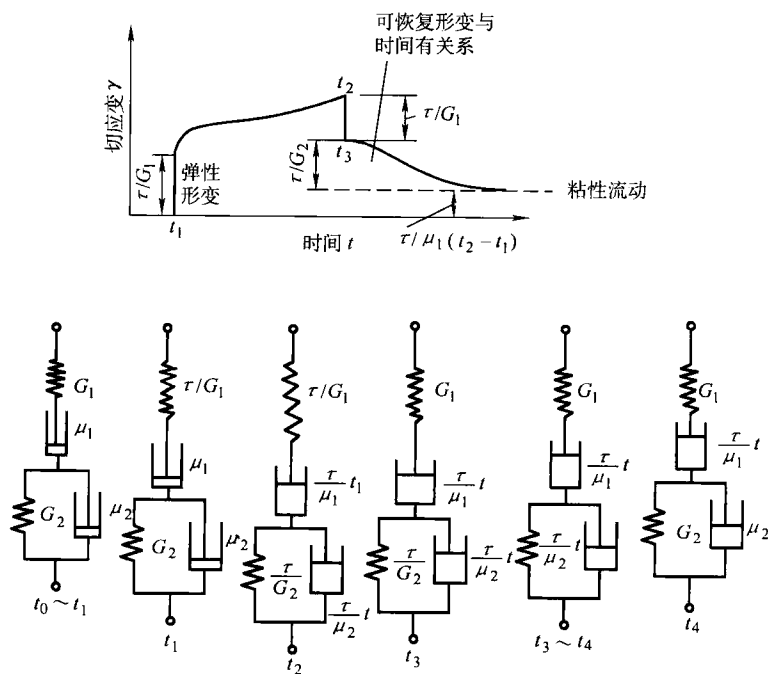 可恢复形变与
时间有关系
切应变 γ
t₂
τ/G₁
t₃
τ/G₂
τ/G₁
弹性
形变
粘性流动
t₁
时间 t
τ/μ₁(t₂−t₁)
G₁
μ₁
G₂
μ₂
t₀～t₁
τ/G₁
μ₁
G₂
μ₂
t₁
τ/G₁
τ/μ₁ t₁
τ/G₂
τ/μ₂ t
t₂
G₁
τ/μ₁ t
τ/G₂
τ/μ₂ t
t₃
G₁
τ/μ₁ t
τ/μ₂ t
t₃～t₄
G₁
τ/μ₁ t
G₂
μ₂
t₄